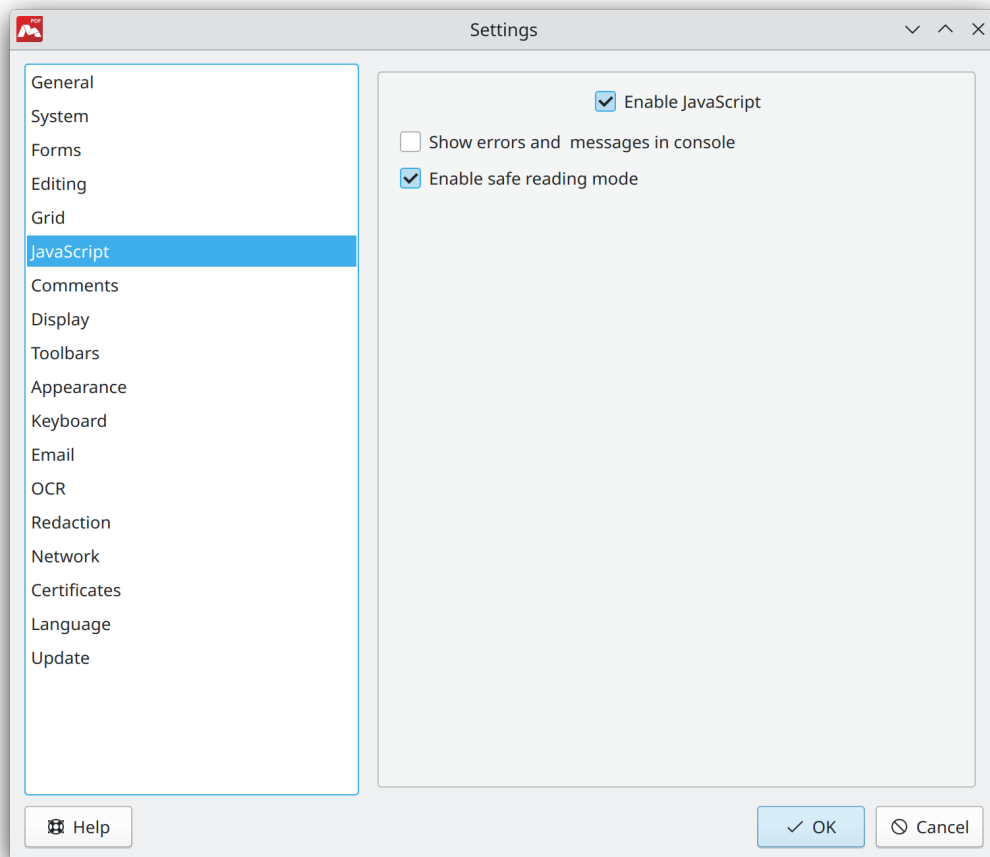 PDF
Settings
General
System
Forms
Editing
Grid
JavaScript
Comments
Display
Toolbars
Appearance
Keyboard
Email
OCR
Redaction
Network
Certificates
Language
Update
Enable JavaScript
Show errors and  messages in console
Enable safe reading mode
Help
OK
Cancel